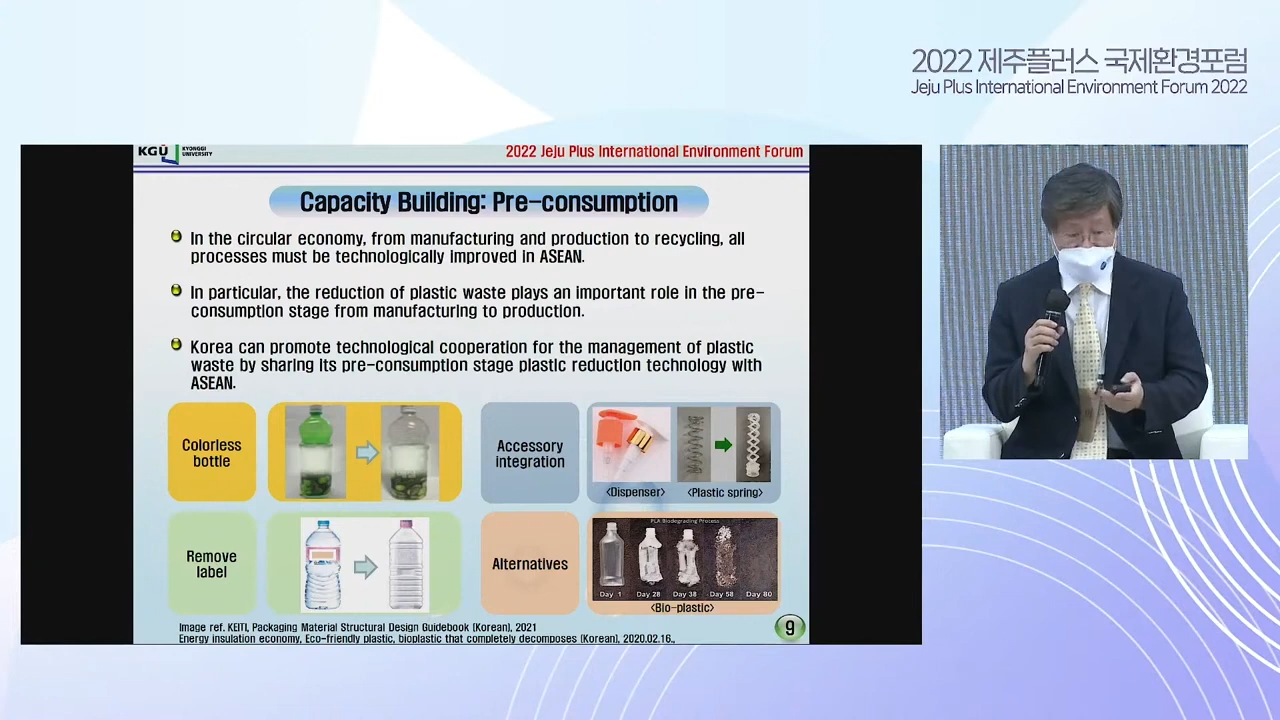 2022 제주플러스 국제환경포럼
Jeju Plus International Environment Forum 2022
KGU KYONGGI
UNIVERSITY
2022 Jeju Plus International Environment Forum
Capacity Building: Pre-consumption
In the circular economy, from manufacturing and production to recycling, all
processes must be technologically improved in ASEAN.
In particular, the reduction of plastic waste plays an important role in the pre-
consumption stage from manufacturing to production.
Korea can promote technological cooperation for the management of plastic
waste by sharing its pre-consumption stage plastic reduction technology with
ASEAN.
Colorless
bottle
Accessory
integration
<Dispenser> <Plastic spring>
Remove
label
Alternatives
PLA Biodegrading Process
Day 1 Day 28 Day 38 Day 58 Day 80
<Bio-plastic>
Image ref. KEITI, Packaging Material Structural Design Guidebook (Korean), 2021
Energy insulation economy, Eco-friendly plastic, bioplastic that completely decomposes (Korean), 2020.02.16.,
9